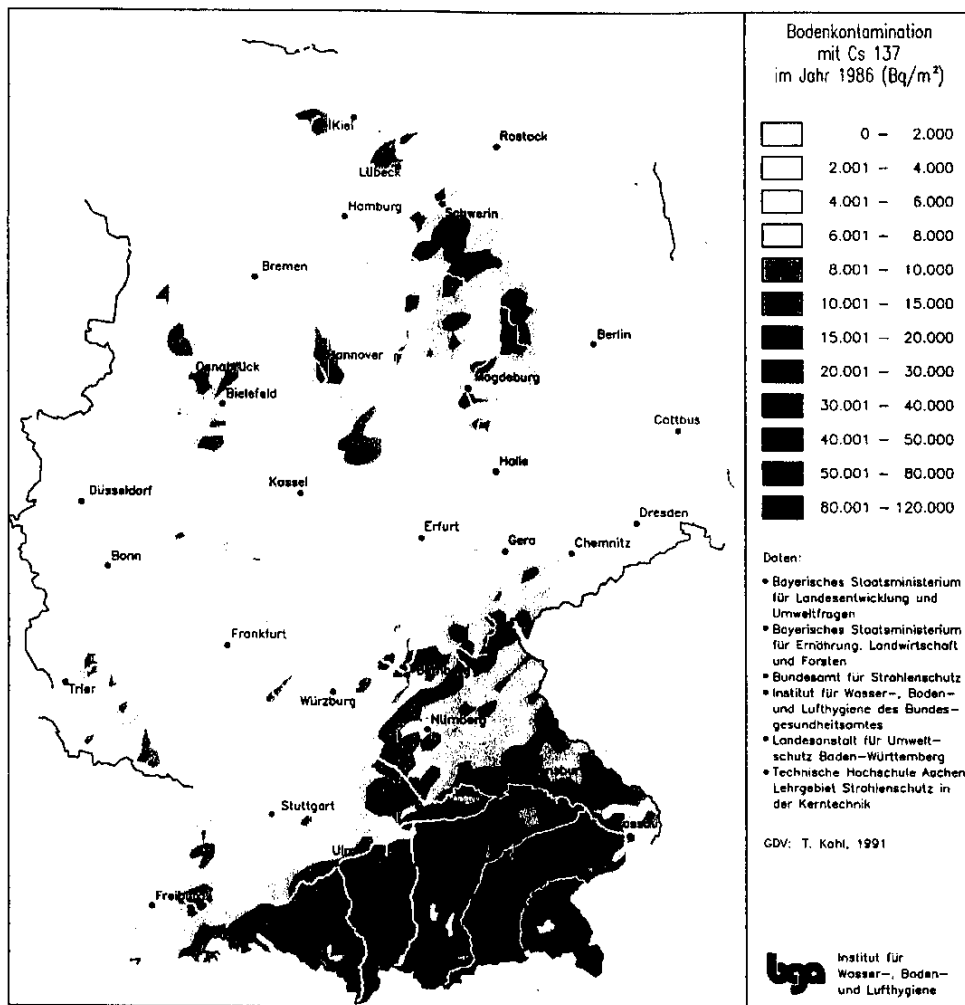 Bodenkontamination
mit Cs 137
im Jahr 1986 (Bq/m²)
0 – 2.000
2.001 – 4.000
4.001 – 6.000
6.001 – 8.000
8.001 – 10.000
10.001 – 15.000
15.001 – 20.000
20.001 – 30.000
30.001 – 40.000
40.001 – 50.000
50.001 – 80.000
80.001 – 120.000
Daten:
• Bayerisches Staatsministerium
für Landesentwicklung und
Umweltfragen
• Bayerisches Staatsministerium
für Ernährung, Landwirtschaft
und Forsten
• Bundesamt für Strahlenschutz
• Institut für Wasser–, Boden–
und Lufthygiene des Bundes–
gesundheitsamtes
• Landesanstalt für Umwelt–
schutz Baden–Württemberg
• Technische Hochschule Aachen
Lehrgebiet Strahlenschutz in
der Kerntechnik
GDV: T. Kahl, 1991
bga
Institut für
Wasser–, Boden–
und Lufthygiene
Kiel
Rostock
Lübeck
Hamburg
Schwerin
Bremen
Berlin
Hannover
Osnabrück
Magdeburg
Bielefeld
Cottbus
Halle
Kassel
Düsseldorf
Dresden
Erfurt
Gera
Chemnitz
Bonn
Frankfurt
Trier
Würzburg
Nürnberg
Stuttgart
Ulm
Passau
Freiburg